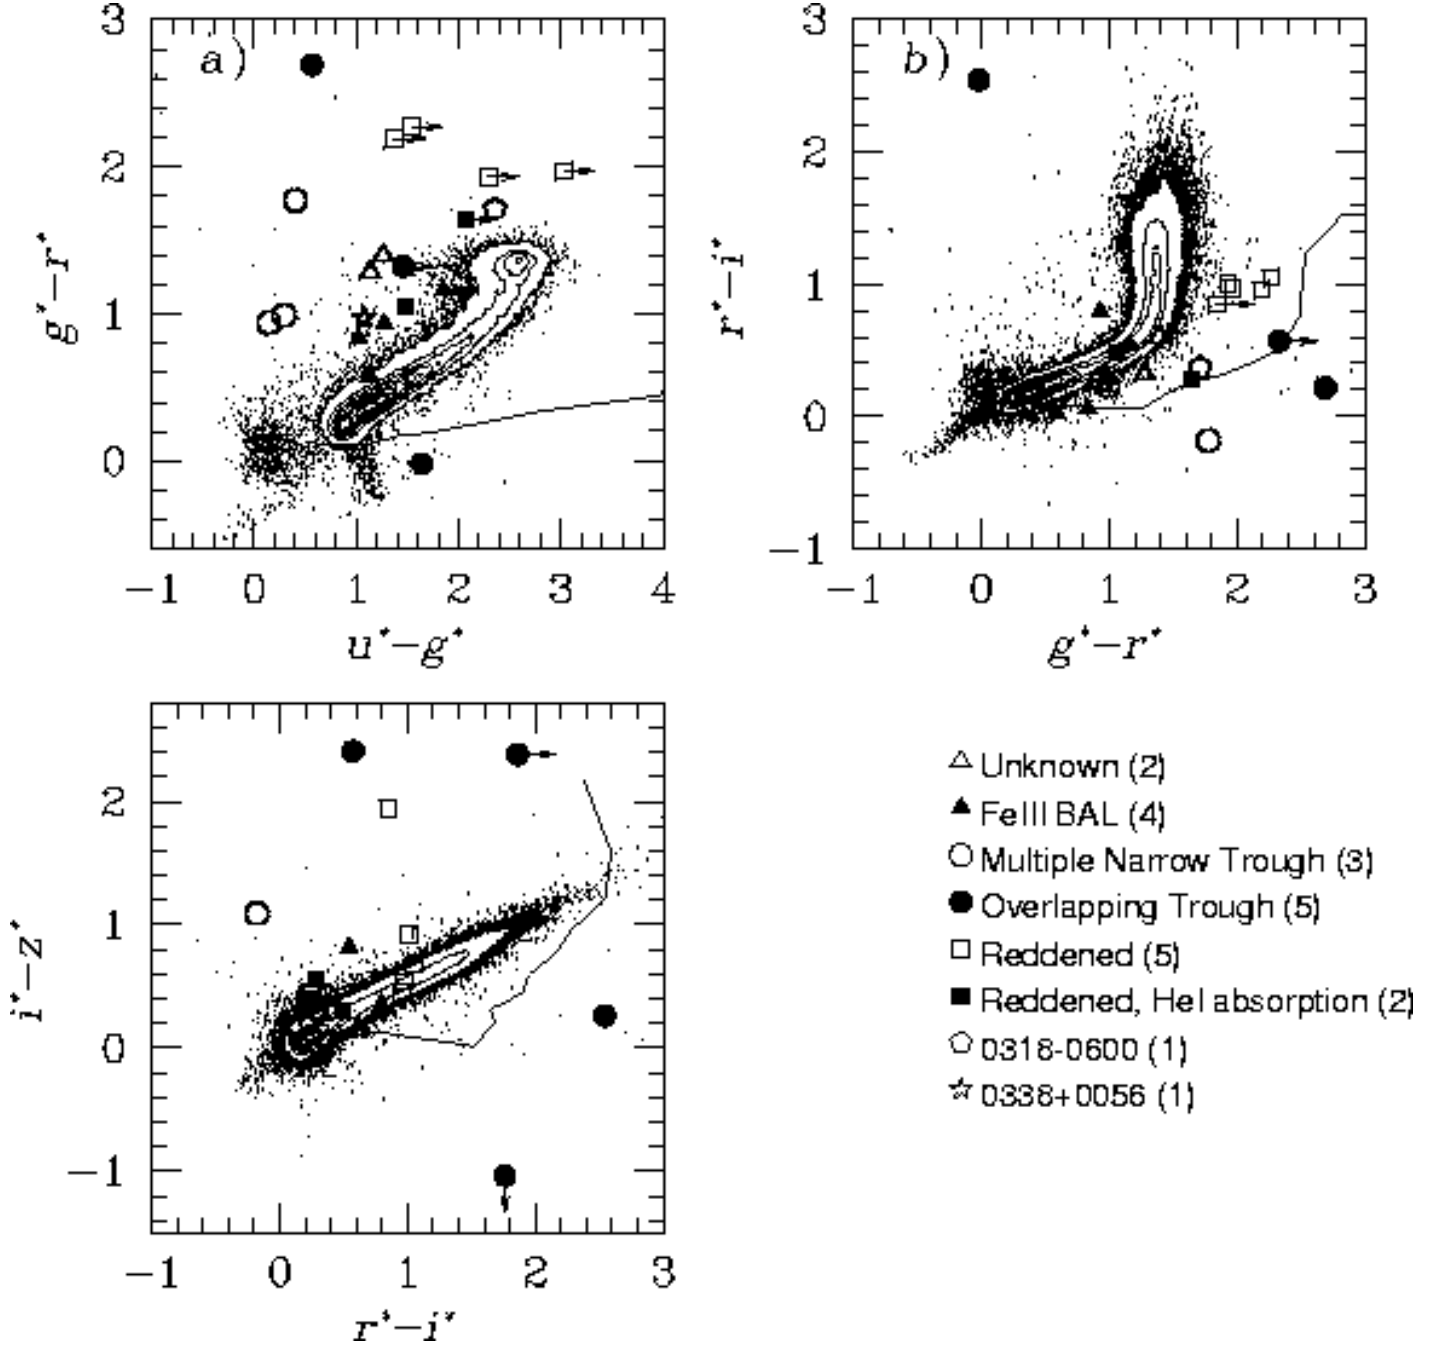 a)
3
2
1
0
g*−r*
−1 0 1 2 3 4
u*−g*
b)
3
2
1
0
−1
r*−i*
−1 0 1 2 3
g*−r*
2
1
0
−1
i*−z*
−1 0 1 2 3
r*−i*
Unknown (2)
FeIII BAL (4)
Multiple Narrow Trough (3)
Overlapping Trough (5)
Reddened (5)
Reddened, HeI absorption (2)
0318-0600 (1)
0338+0056 (1)